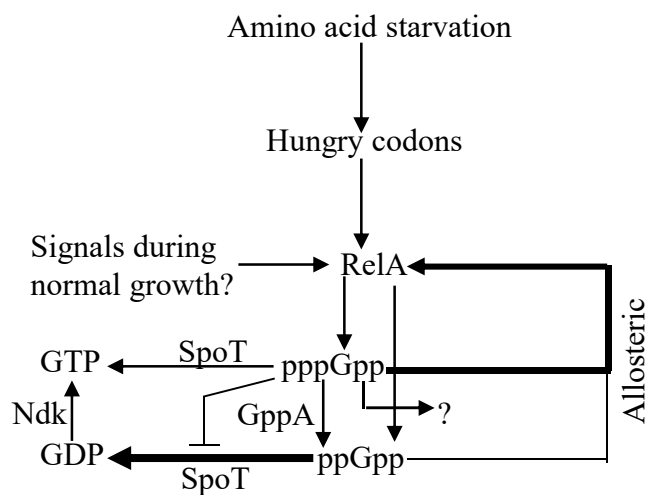 Amino acid starvation
Hungry codons
Signals during
normal growth?
RelA
Allosteric
GTP
SpoT
pppGpp
Ndk
GppA
?
GDP
SpoT
ppGpp